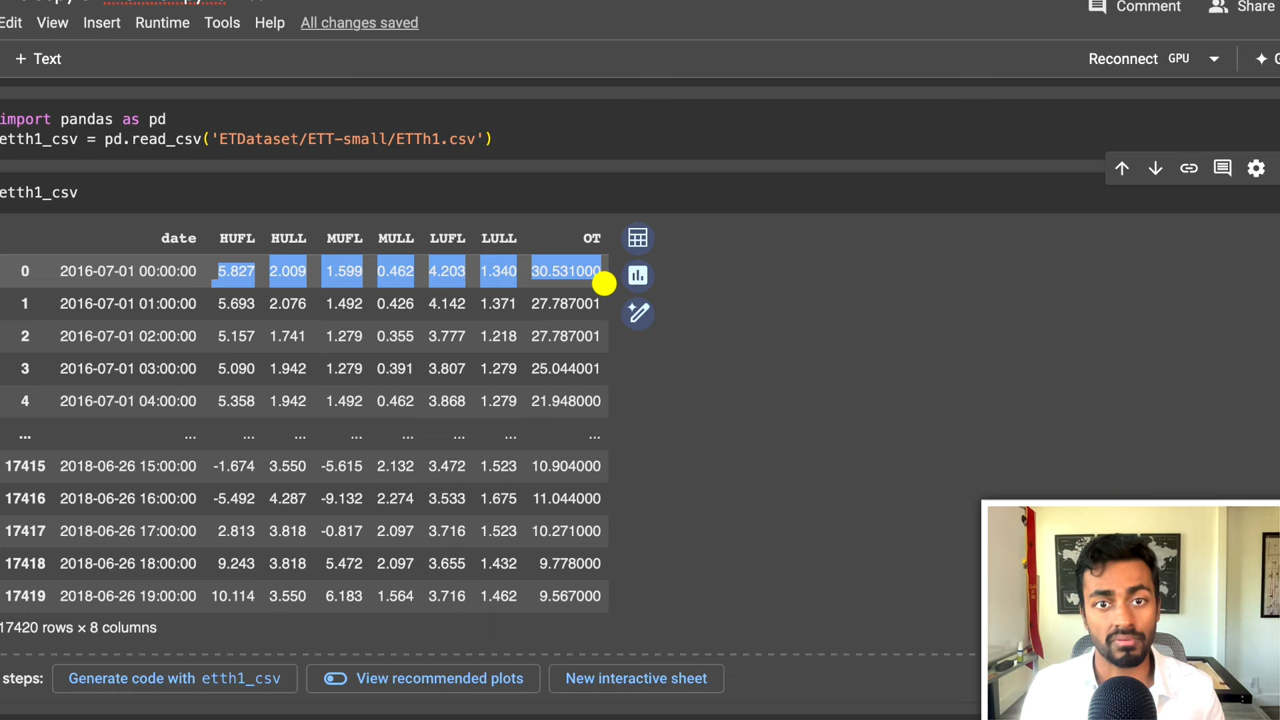 Edit View Insert Runtime Tools Help All changes saved
Comment Share
+ Text
Reconnect GPU
import pandas as pd
etth1_csv = pd.read_csv('ETDataset/ETT-small/ETTh1.csv')
etth1_csv
date HUFL HULL MUFL MULL LUFL LULL OT
0 2016-07-01 00:00:00 5.827 2.009 1.599 0.462 4.203 1.340 30.531000
1 2016-07-01 01:00:00 5.693 2.076 1.492 0.426 4.142 1.371 27.787001
2 2016-07-01 02:00:00 5.157 1.741 1.279 0.355 3.777 1.218 27.787001
3 2016-07-01 03:00:00 5.090 1.942 1.279 0.391 3.807 1.279 25.044001
4 2016-07-01 04:00:00 5.358 1.942 1.492 0.462 3.868 1.279 21.948000
... ... ... ... ... ... ... ... ...
17415 2018-06-26 15:00:00 -1.674 3.550 -5.615 2.132 3.472 1.523 10.904000
17416 2018-06-26 16:00:00 -5.492 4.287 -9.132 2.274 3.533 1.675 11.044000
17417 2018-06-26 17:00:00 2.813 3.818 -0.817 2.097 3.716 1.523 10.271000
17418 2018-06-26 18:00:00 9.243 3.818 5.472 2.097 3.655 1.432 9.778000
17419 2018-06-26 19:00:00 10.114 3.550 6.183 1.564 3.716 1.462 9.567000
17420 rows × 8 columns
steps: Generate code with etth1_csv View recommended plots New interactive sheet